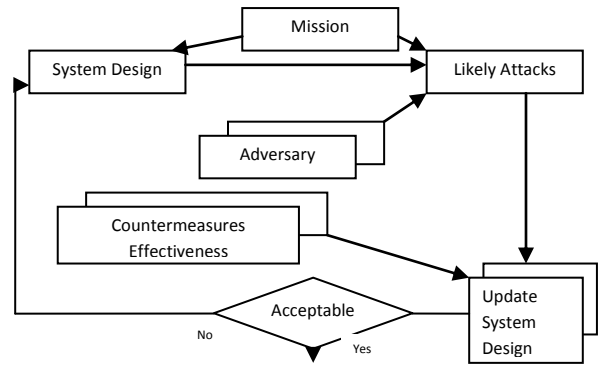 Mission
System Design
Likely Attacks
Adversary
Countermeasures
Effectiveness
Acceptable
Update
System
Design
No
Yes